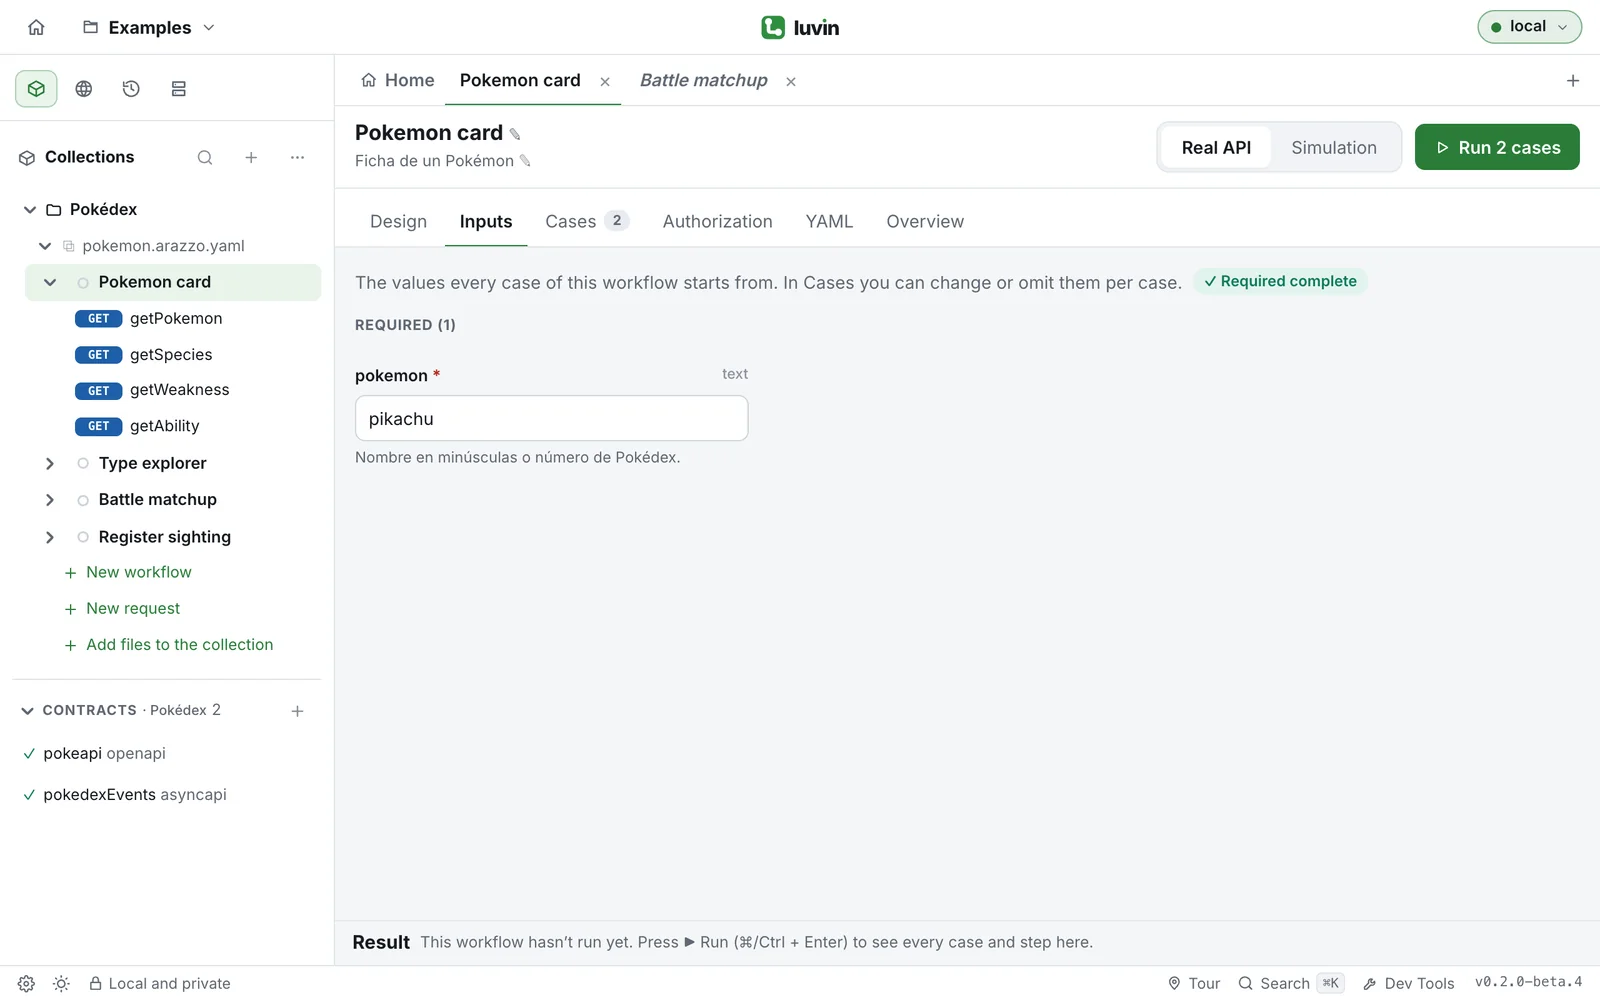 Examples
luvin
local
Home
Pokemon card
Battle matchup
Collections
Pokédex
pokemon.arazzo.yaml
Pokemon card
GET getPokemon
GET getSpecies
GET getWeakness
GET getAbility
Type explorer
Battle matchup
Register sighting
+ New workflow
+ New request
+ Add files to the collection
CONTRACTS · Pokédex 2
pokeapi openapi
pokedexEvents asyncapi
Pokemon card
Ficha de un Pokémon
Real API
Simulation
Run 2 cases
Design
Inputs
Cases 2
Authorization
YAML
Overview
The values every case of this workflow starts from. In Cases you can change or omit them per case.
✓ Required complete
REQUIRED (1)
pokemon *
text
pikachu
Nombre en minúsculas o número de Pokédex.
Result This workflow hasn’t run yet. Press ▶ Run (⌘/Ctrl + Enter) to see every case and step here.
Local and private
Tour
Search ⌘K
Dev Tools
v0.2.0-beta.4